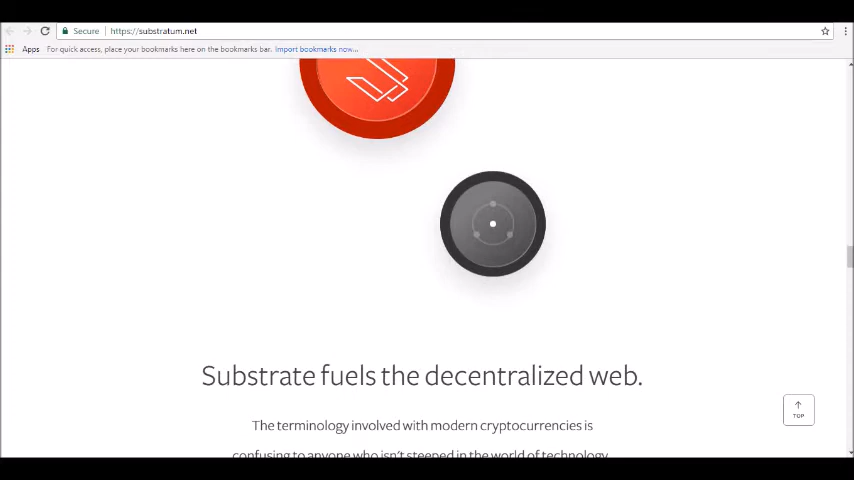 Secure
https://substratum.net
Apps
For quick access, place your bookmarks here on the bookmarks bar. Import bookmarks now...
Substrate fuels the decentralized web.
The terminology involved with modern cryptocurrencies is
confusing to anyone who isn't steeped in the world of technology
TOP